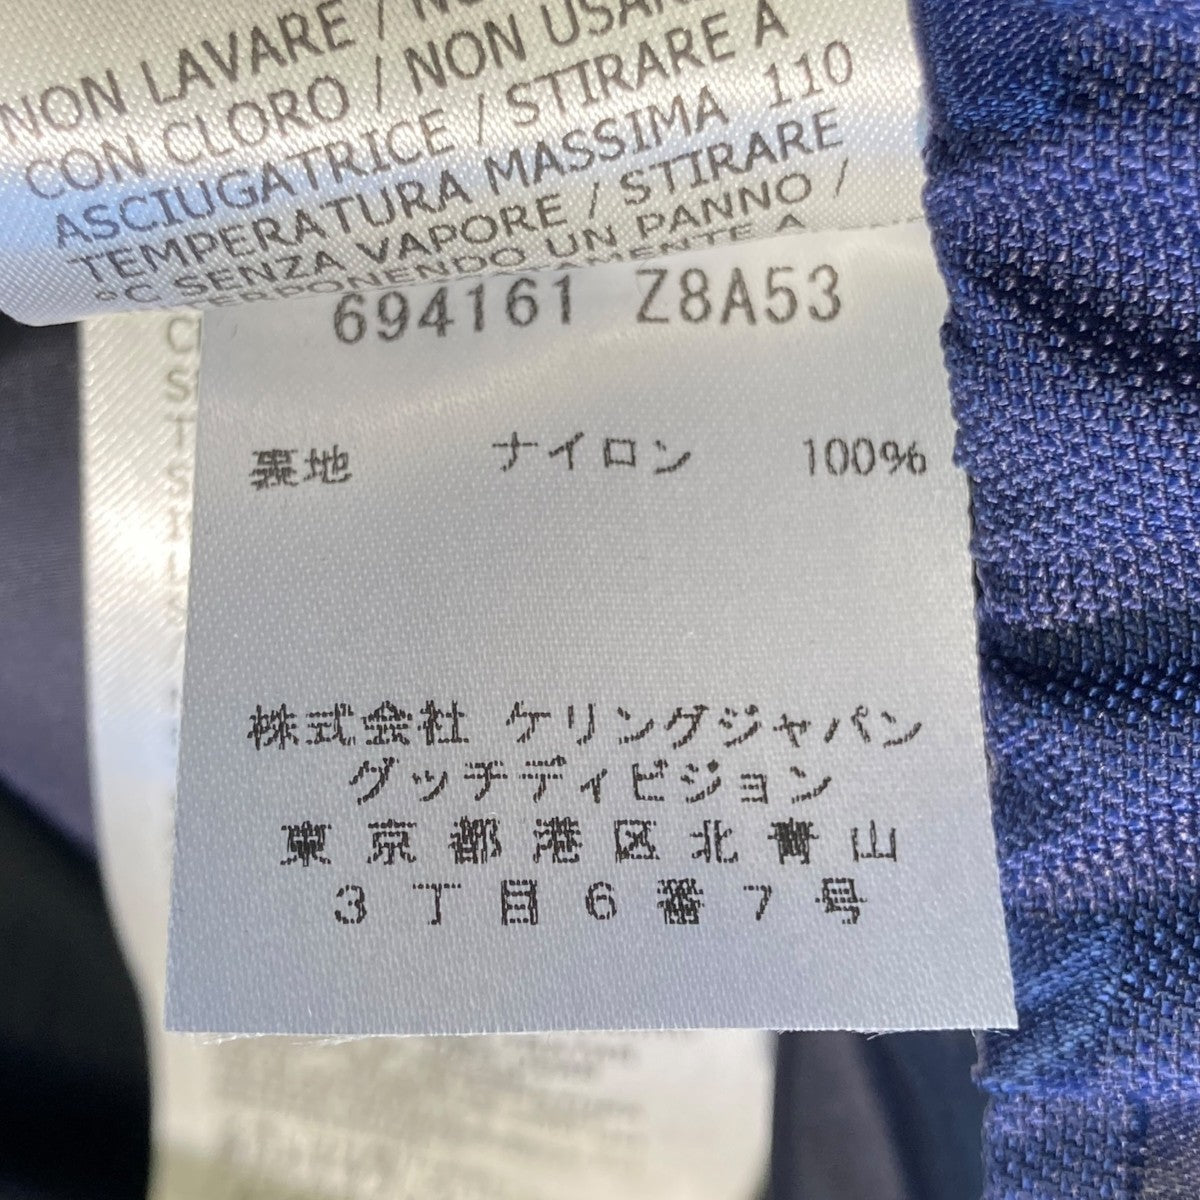 NON LAVARE /
CON CLORO / NON USARE
ASCIUGATRICE / STIRARE A
TEMPERATURA MASSIMA 110
°C SENZA VAPORE / STIRARE
UN PANNO /
694161 Z8A53
裏地 ナイロン 100%
株式会社 ケリングジャパン
グッチディビジョン
東京都港区北青山
3丁目6番7号